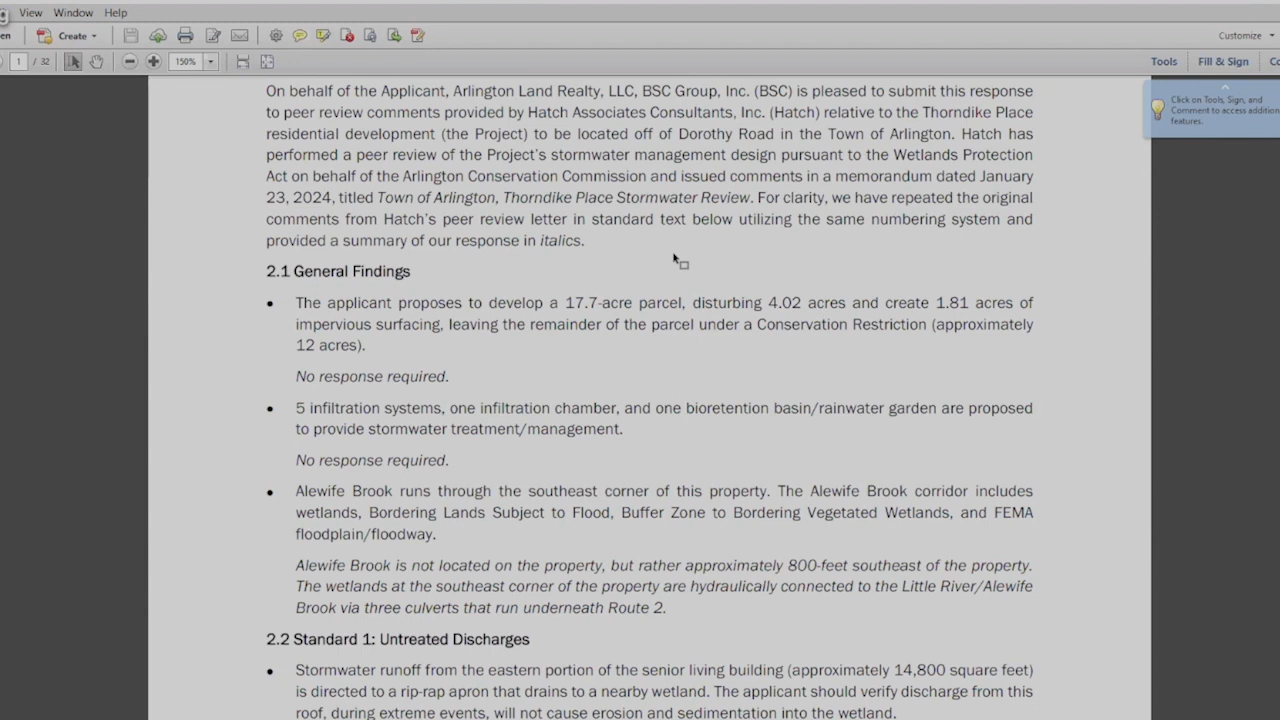 View Window Help
Create
Customize
1 / 32
150%
Tools
Fill & Sign
On behalf of the Applicant, Arlington Land Realty, LLC, BSC Group, Inc. (BSC) is pleased to submit this response
to peer review comments provided by Hatch Associates Consultants, Inc. (Hatch) relative to the Thorndike Place
residential development (the Project) to be located off of Dorothy Road in the Town of Arlington. Hatch has
performed a peer review of the Project's stormwater management design pursuant to the Wetlands Protection
Act on behalf of the Arlington Conservation Commission and issued comments in a memorandum dated January
23, 2024, titled Town of Arlington, Thorndike Place Stormwater Review. For clarity, we have repeated the original
comments from Hatch's peer review letter in standard text below utilizing the same numbering system and
provided a summary of our response in italics.
Click on Tools, Sign, and
Comment to access addition
features.
2.1 General Findings
• The applicant proposes to develop a 17.7-acre parcel, disturbing 4.02 acres and create 1.81 acres of
impervious surfacing, leaving the remainder of the parcel under a Conservation Restriction (approximately
12 acres).
No response required.
• 5 infiltration systems, one infiltration chamber, and one bioretention basin/rainwater garden are proposed
to provide stormwater treatment/management.
No response required.
• Alewife Brook runs through the southeast corner of this property. The Alewife Brook corridor includes
wetlands, Bordering Lands Subject to Flood, Buffer Zone to Bordering Vegetated Wetlands, and FEMA
floodplain/floodway.
Alewife Brook is not located on the property, but rather approximately 800-feet southeast of the property.
The wetlands at the southeast corner of the property are hydraulically connected to the Little River/Alewife
Brook via three culverts that run underneath Route 2.
2.2 Standard 1: Untreated Discharges
• Stormwater runoff from the eastern portion of the senior living building (approximately 14,800 square feet)
is directed to a rip-rap apron that drains to a nearby wetland. The applicant should verify discharge from this
roof, during extreme events, will not cause erosion and sedimentation into the wetland.